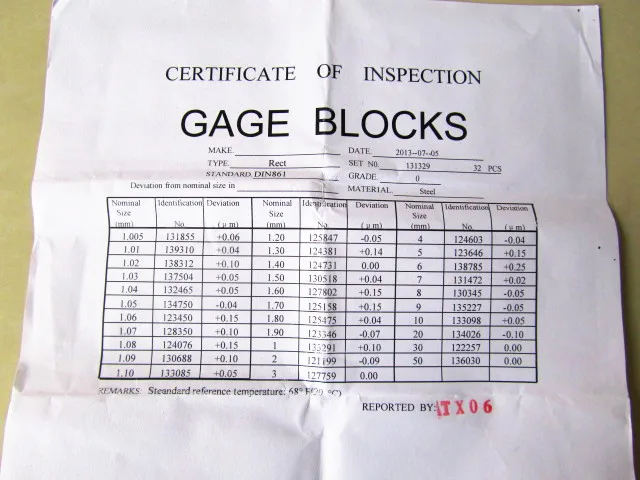 CERTIFICATE OF INSPECTION
GAGE BLOCKS
MAKE. DATE. 2013--07--05
TYPE. Rect SET N0. 131329 32 PCS
STANDARD. DIN861 GRADE. 0
Deviation from nominal size in MATERIAL. Steel
Nominal Size (mm) Identification No. Deviation (μm) Nominal Size (mm) Identification No. Deviation (μm) Nominal Size (mm) Identification No. Deviation (μm)
1.005 131855 +0.06 1.20 125847 -0.05 4 124603 -0.04
1.01 139310 +0.04 1.30 124381 +0.14 5 123646 +0.15
1.02 138312 +0.10 1.40 124731 0.00 6 138785 +0.25
1.03 137504 +0.05 1.50 130518 +0.04 7 131472 +0.02
1.04 132465 +0.05 1.60 127802 +0.15 8 130345 -0.05
1.05 134750 -0.04 1.70 125158 +0.15 9 135227 -0.05
1.06 123450 +0.15 1.80 125475 +0.04 10 133098 +0.05
1.07 128350 +0.10 1.90 123346 -0.07 20 134026 -0.10
1.08 124076 +0.15 1 135291 +0.10 30 122257 0.00
1.09 130688 +0.10 2 121199 -0.09 50 136030 0.00
1.10 133085 +0.05 3 127759 0.00
REMARKS: Steandard reference temperature: 68° F(20 °C)
REPORTED BY: TX06